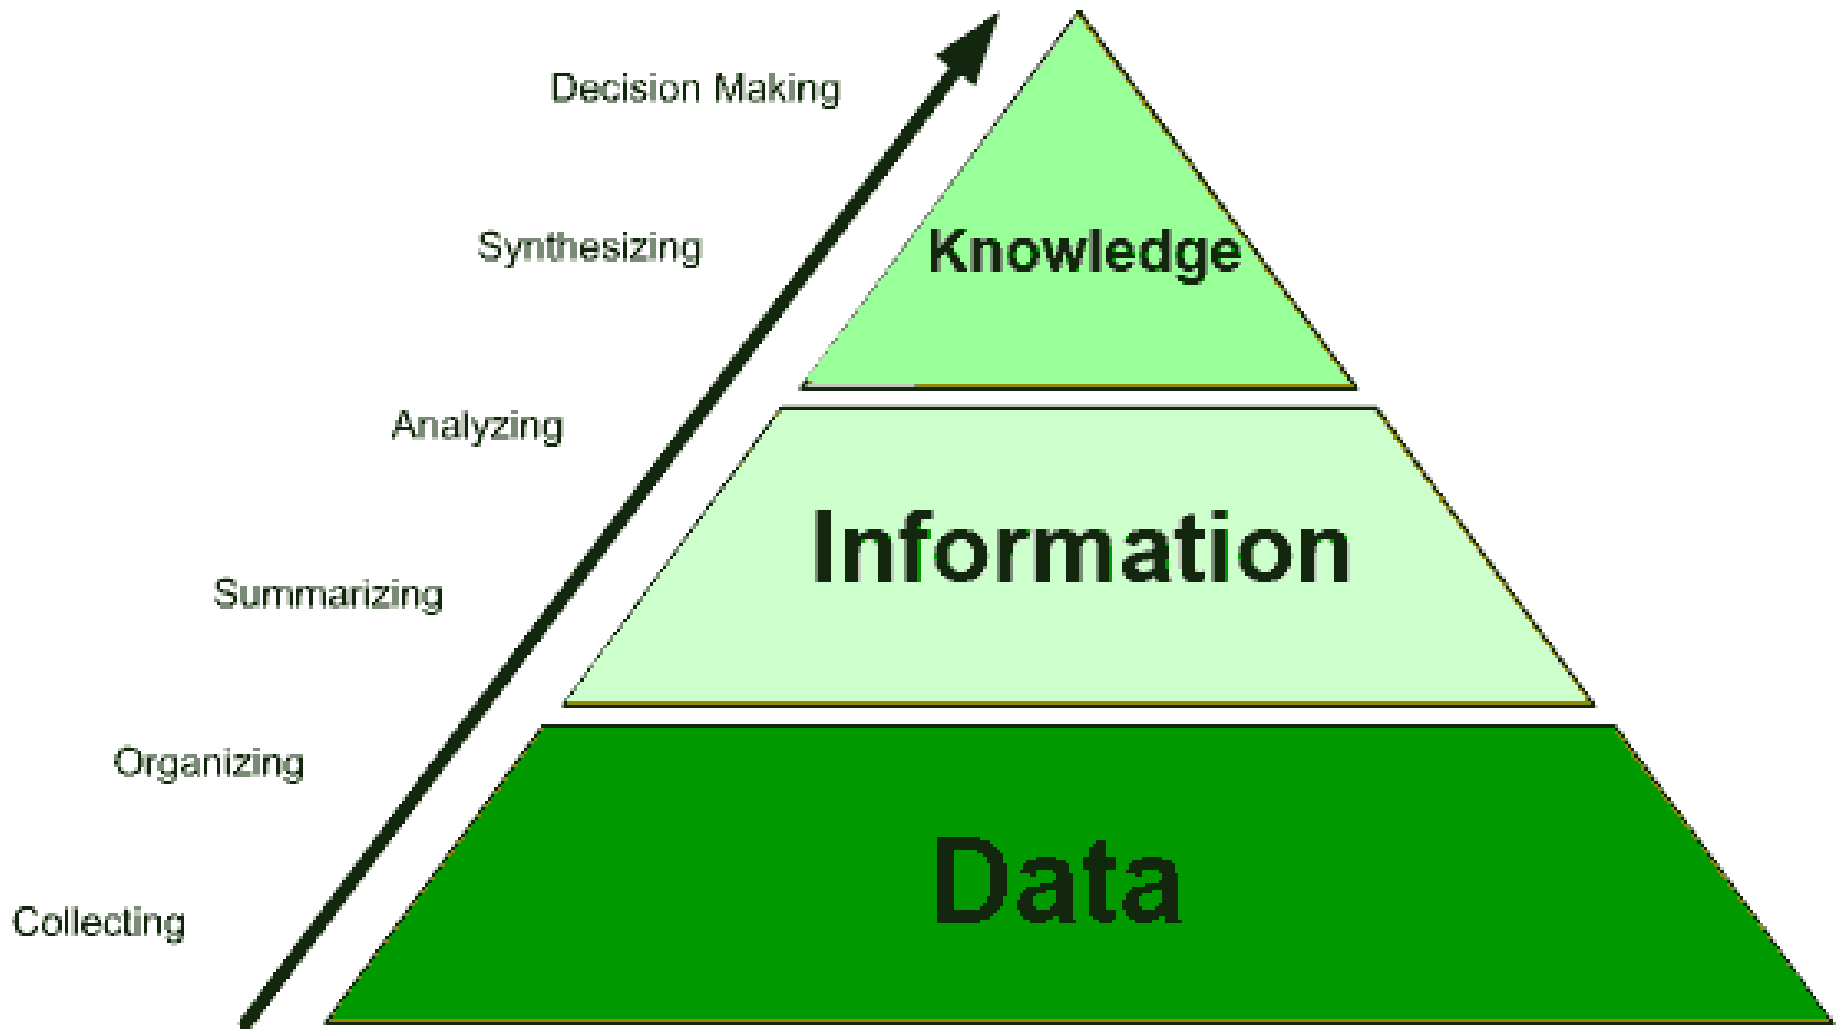 Decision Making
Synthesizing
Knowledge
Analyzing
Information
Summarizing
Organizing
Data
Collecting